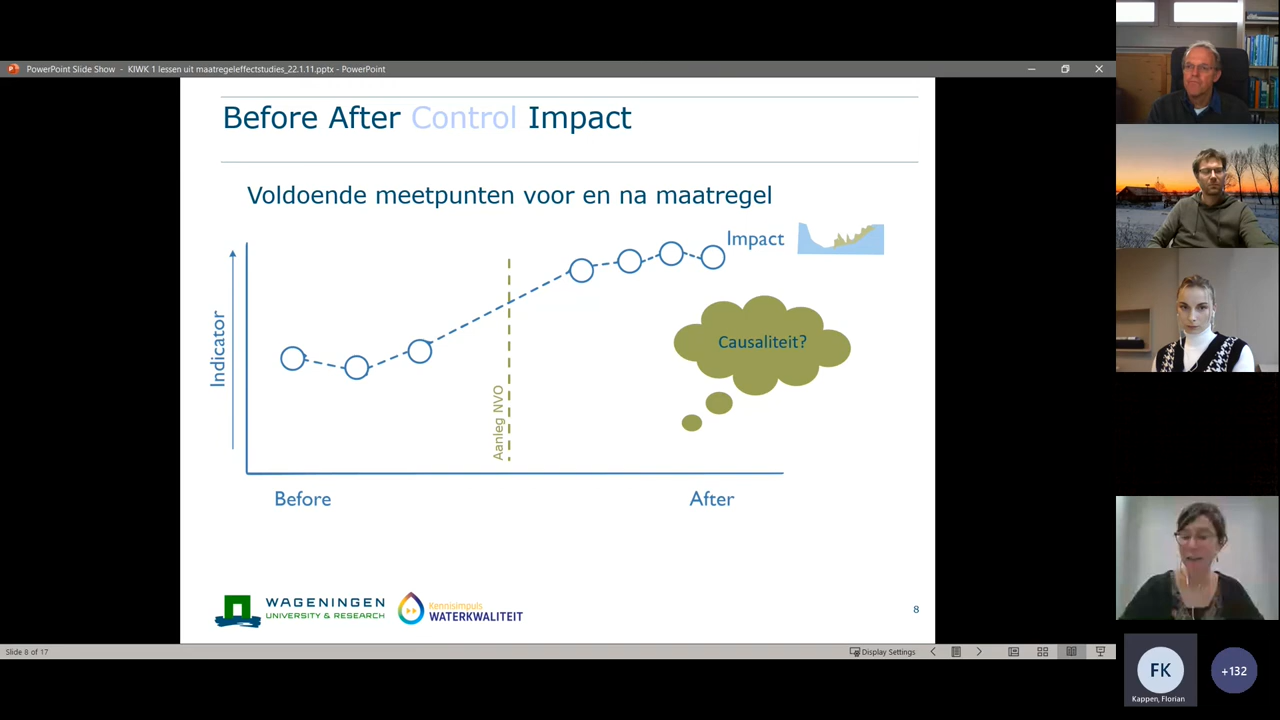 PowerPoint Slide Show - KIWK 1 lessen uit maatregeleffectstudies_22.1.11.pptx - PowerPoint
Before After Control Impact
Voldoende meetpunten voor en na maatregel
Impact
Indicator
Causaliteit?
Aanleg NVO
Before
After
WAGENINGEN
UNIVERSITY & RESEARCH
Kennisimpuls
WATERKWALITEIT
8
Slide 8 of 17
Display Settings
FK
Kappen, Florian
+132